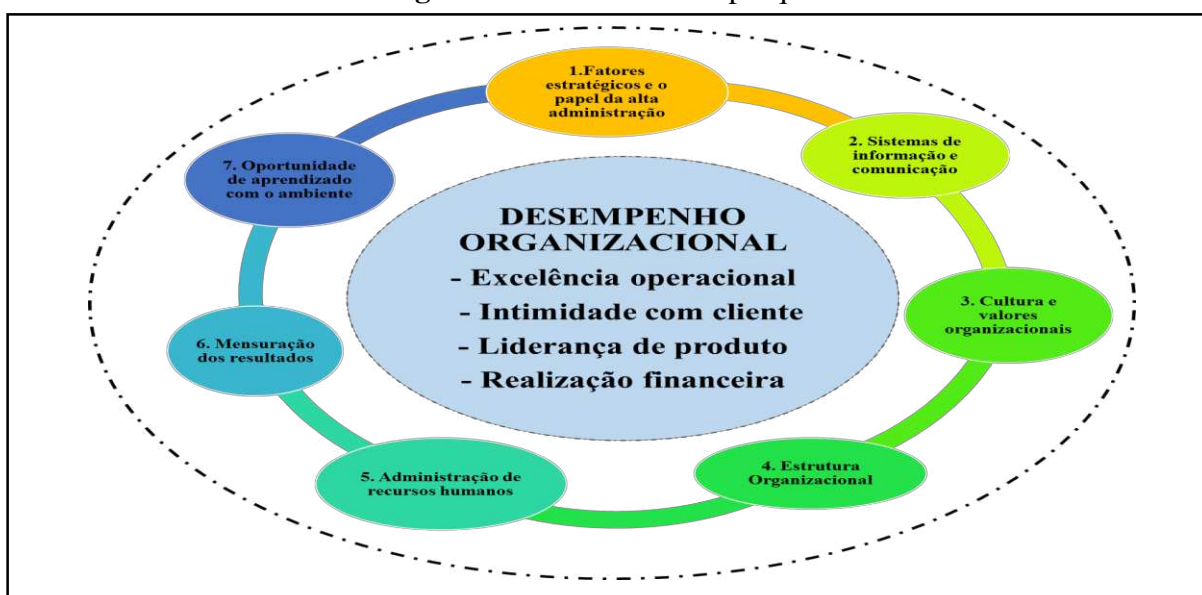 1.Fatores
estratégicos e o
papel da alta
administração
2. Sistemas de
informação e
comunicação
7. Oportunidade
de aprendizado
com o ambiente
DESEMPENHO
ORGANIZACIONAL
- Excelência operacional
- Intimidade com cliente
- Liderança de produto
- Realização financeira
3. Cultura e
valores
organizacionais
6. Mensuração
dos resultados
4. Estrutura
Organizacional
5. Administração de
recursos humanos